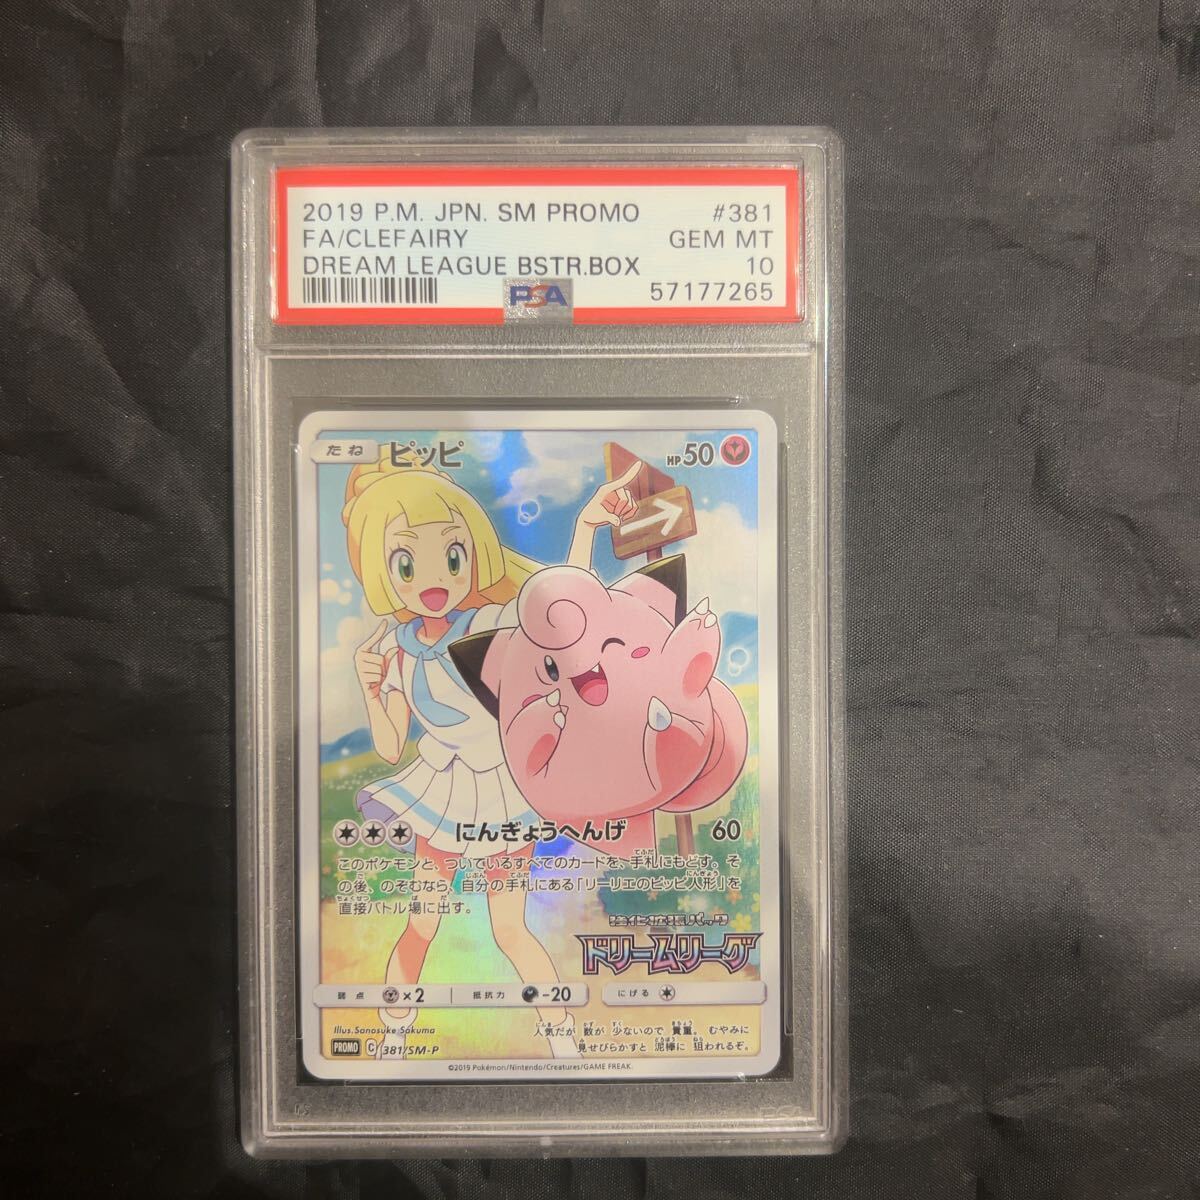 2019 P.M. JPN. SM PROMO #381
FA/CLEFAIRY GEM MT
DREAM LEAGUE BSTR.BOX 10
PSA 57177265
たね ピッピ HP50
にんぎょうへんげ 60
このポケモンと、ついているすべてのカードを、手札にもどす。そ
の後、のぞむなら、自分の手札にある「リーリエのピッピ人形」を
直接バトル場に出す。
強化拡張パック
ドリームリーグ
弱点 ×2 抵抗力 -20 にげる
Illus.Sanosuke Sakuma
人気だが 数が 少ないので 貴重。 むやみに
見せびらかすと 泥棒に 狙われるぞ。
PROMO C 381/SM-P
©2019 Pokémon/Nintendo/Creatures/GAME FREAK.